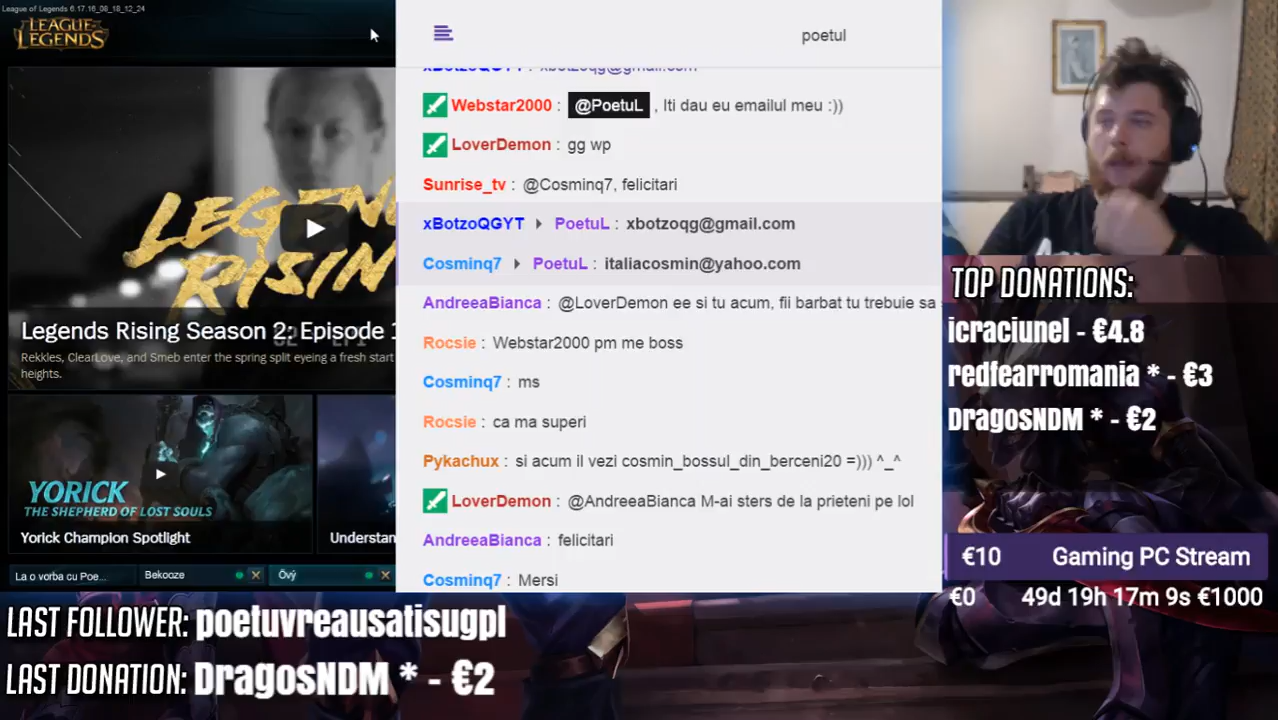 League of Legends 6.17.16_08_18_12_24
LEAGUE of LEGENDS
LEGEN
RISIN
Legends Rising Season 2: Episode 1
Rekkles, ClearLove, and Smeb enter the spring split eyeing a fresh start
heights.
YORICK
THE SHEPHERD OF LOST SOULS
Yorick Champion Spotlight
Understan
La o vorba cu Poe...
Bekooze
Övý
poetul
xBotzoQGYT xbotzoqg@gmail.com
Webstar2000 : @PoetuL , Iti dau eu emailul meu :))
LoverDemon : gg wp
Sunrise_tv : @Cosminq7, felicitari
xBotzoQGYT PoetuL : xbotzoqg@gmail.com
Cosminq7 PoetuL : italiacosmin@yahoo.com
AndreeaBianca : @LoverDemon ee si tu acum, fii barbat tu trebuie sa
Rocsie : Webstar2000 pm me boss
Cosminq7 : ms
Rocsie : ca ma superi
Pykachux : si acum il vezi cosmin_bossul_din_berceni20 =))) ^_^
LoverDemon : @AndreeaBianca M-ai sters de la prieteni pe lol
AndreeaBianca : felicitari
Cosminq7 : Mersi
TOP DONATIONS:
icraciunel - €4.8
redfearromania * - €3
DragosNDM * - €2
€10 Gaming PC Stream
€0 49d 19h 17m 9s €1000
LAST FOLLOWER: poetuvreausatisugpl
LAST DONATION: DragosNDM * - €2